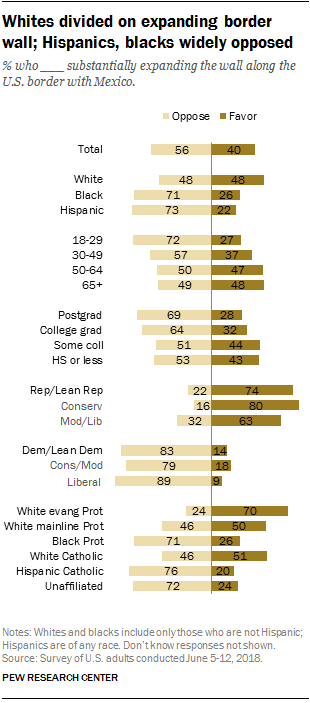 Whites divided on expanding border
wall; Hispanics, blacks widely opposed
% who ___ substantially expanding the wall along the
U.S. border with Mexico.
Oppose Favor
Total 56 40
White 48 48
Black 71 26
Hispanic 73 22
18-29 72 27
30-49 57 37
50-64 50 47
65+ 49 48
Postgrad 69 28
College grad 64 32
Some coll 51 44
HS or less 53 43
Rep/Lean Rep 22 74
Conserv 16 80
Mod/Lib 32 63
Dem/Lean Dem 83 14
Cons/Mod 79 18
Liberal 89 9
White evang Prot 24 70
White mainline Prot 46 50
Black Prot 71 26
White Catholic 46 51
Hispanic Catholic 76 20
Unaffiliated 72 24
Notes: Whites and blacks include only those who are not Hispanic;
Hispanics are of any race. Don't know responses not shown.
Source: Survey of U.S. adults conducted June 5-12, 2018.
PEW RESEARCH CENTER